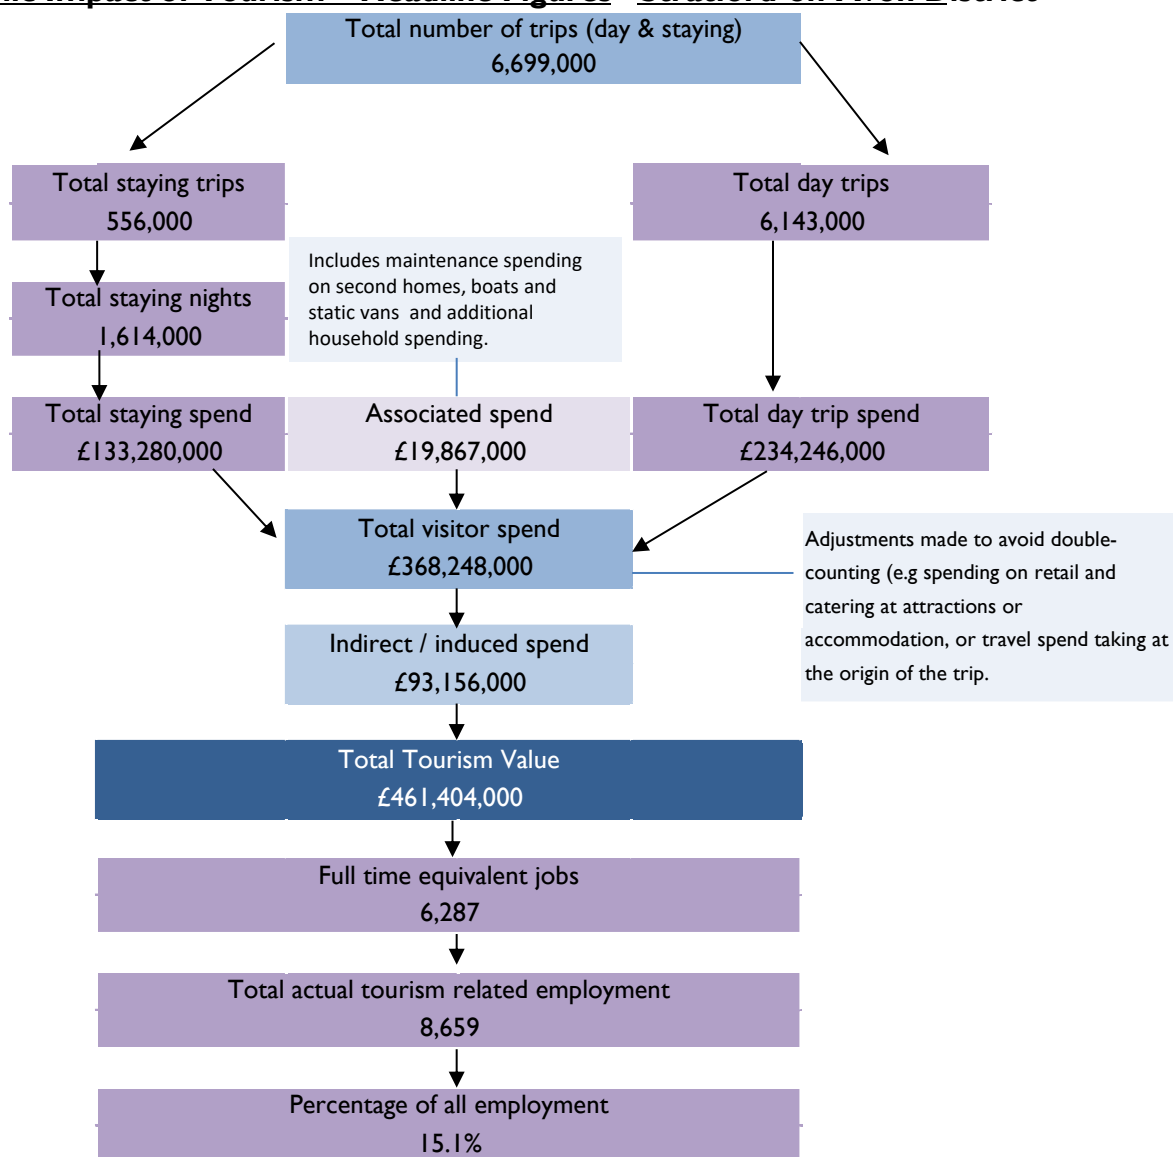 Impact of Tourism – Headline Figures
Total number of trips (day & staying)
6,699,000
Total staying trips
556,000
Total day trips
6,143,000
Includes maintenance spending
on second homes, boats and
static vans and additional
household spending.
Total staying nights
1,614,000
Total staying spend
£133,280,000
Associated spend
£19,867,000
Total day trip spend
£234,246,000
Total visitor spend
£368,248,000
Adjustments made to avoid double-
counting (e.g spending on retail and
catering at attractions or
accommodation, or travel spend taking at
the origin of the trip.
Indirect / induced spend
£93,156,000
Total Tourism Value
£461,404,000
Full time equivalent jobs
6,287
Total actual tourism related employment
8,659
Percentage of all employment
15.1%